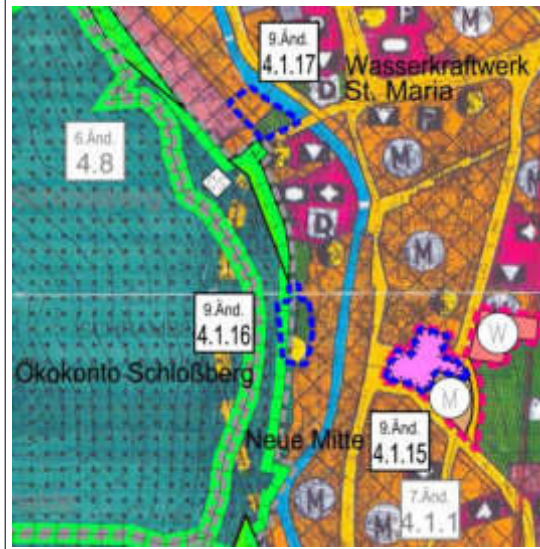 9.Änd.
4.1.17
Wasserkraftwerk
St. Maria
M
M
6.Änd.
4.8
D
M
D
M
9.Änd.
4.1.16
Ökokonto Schloßberg
W
M
Neue Mitte
9.Änd.
4.1.15
7.Änd.
4.1.1
M
M